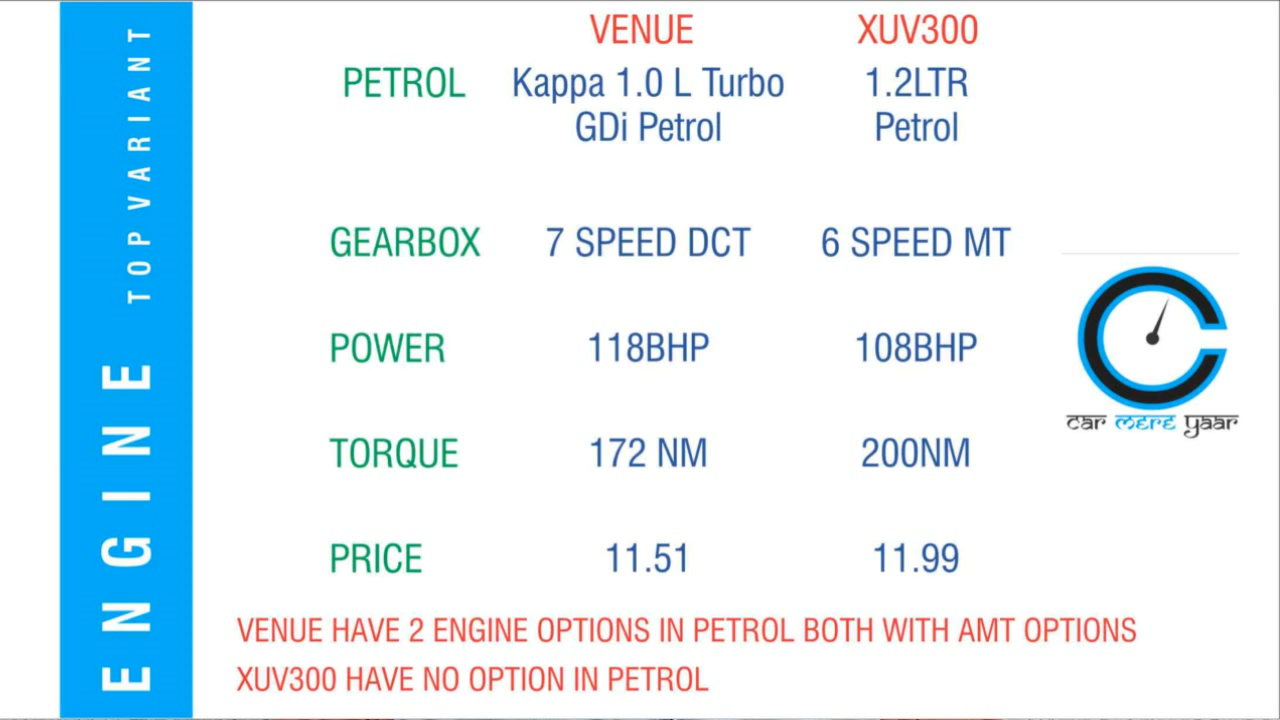 ENGINE TOP VARIANT
VENUE XUV300
PETROL Kappa 1.0 L Turbo 1.2LTR
GDi Petrol Petrol
GEARBOX 7 SPEED DCT 6 SPEED MT
POWER 118BHP 108BHP
car mere yaar
TORQUE 172 NM 200NM
PRICE 11.51 11.99
VENUE HAVE 2 ENGINE OPTIONS IN PETROL BOTH WITH AMT OPTIONS
XUV300 HAVE NO OPTION IN PETROL